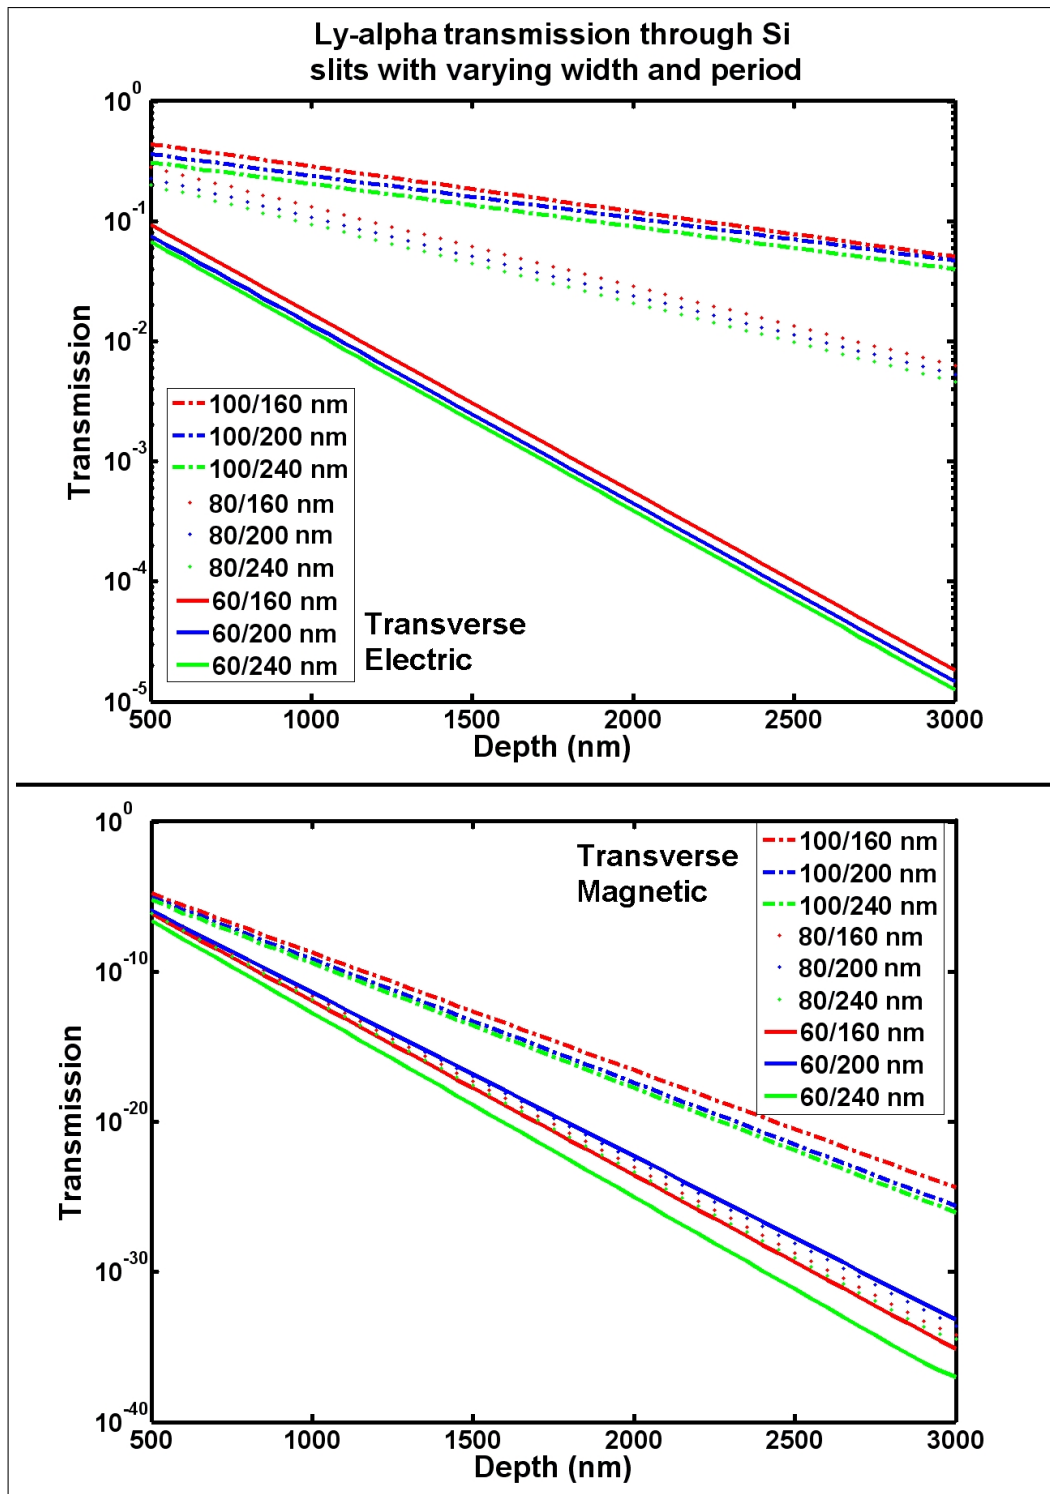 Ly-alpha transmission through Si
slits with varying width and period
10^0
10^-1
10^-2
10^-3
10^-4
10^-5
Transmission
100/160 nm
100/200 nm
100/240 nm
80/160 nm
80/200 nm
80/240 nm
60/160 nm
60/200 nm
60/240 nm
Transverse
Electric
500 1000 1500 2000 2500 3000
Depth (nm)
10^0
10^-10
10^-20
10^-30
10^-40
Transmission
Transverse
Magnetic
100/160 nm
100/200 nm
100/240 nm
80/160 nm
80/200 nm
80/240 nm
60/160 nm
60/200 nm
60/240 nm
500 1000 1500 2000 2500 3000
Depth (nm)